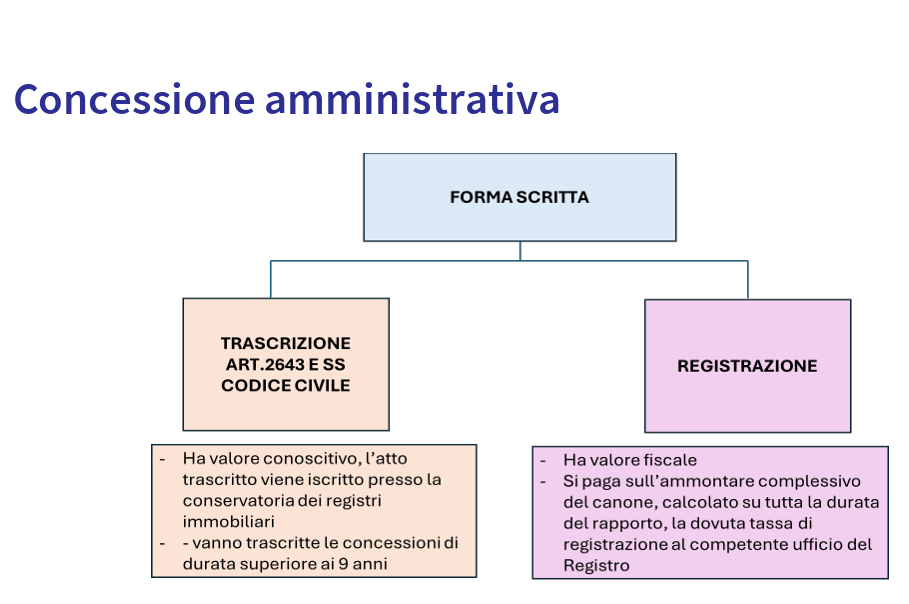 Concessione amministrativa
FORMA SCRITTA
TRASCRIZIONE
ART.2643 E SS
CODICE CIVILE
REGISTRAZIONE
- Ha valore conoscitivo, l’atto
trascritto viene iscritto presso la
conservatoria dei registri
immobiliari
- - vanno trascritte le concessioni di
durata superiore ai 9 anni
- Ha valore fiscale
- Si paga sull’ammontare complessivo
del canone, calcolato su tutta la durata
del rapporto, la dovuta tassa di
registrazione al competente ufficio del
Registro